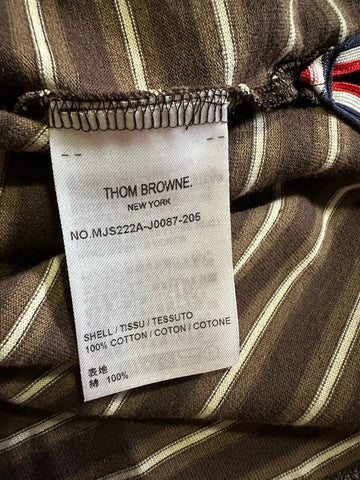 THOM BROWNE.
NEW YORK
NO.MJS222A-J0087-205
SHELL / TISSU / TESSUTO
100% COTTON / COTON / COTONE
表地
綿 100%